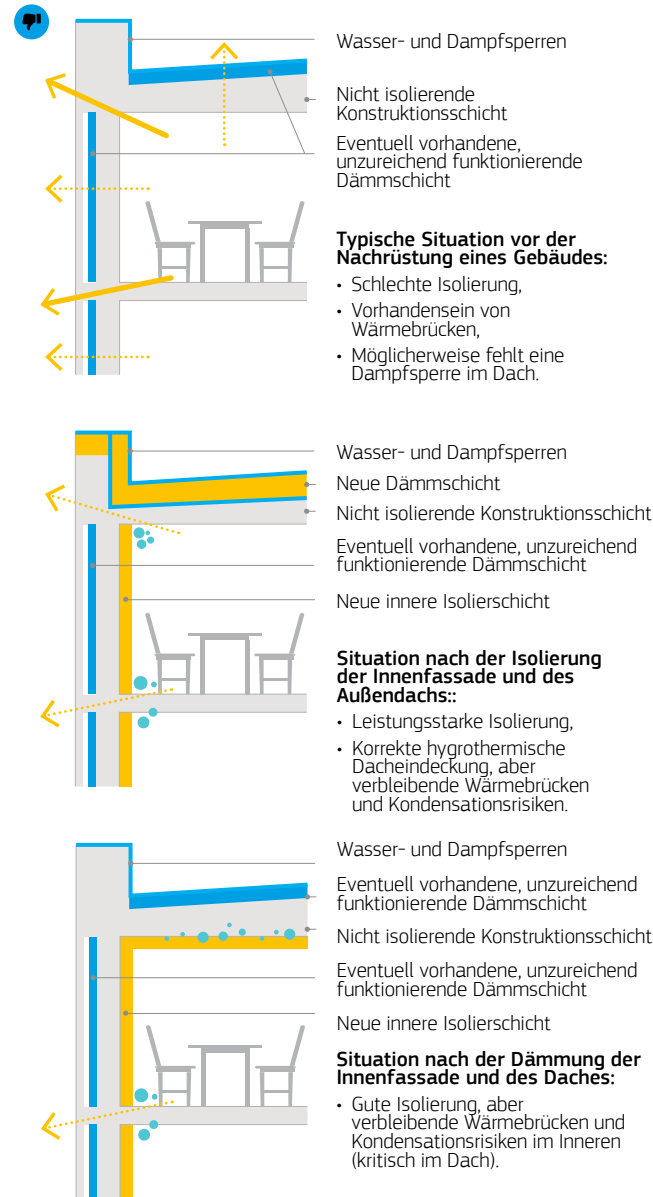 Wasser- und Dampfsperren
Nicht isolierende
Konstruktionsschicht
Eventuell vorhandene,
unzureichend funktionierende
Dämmschicht
Typische Situation vor der
Nachrüstung eines Gebäudes:
• Schlechte Isolierung,
• Vorhandensein von
Wärmebrücken,
• Möglicherweise fehlt eine
Dampfsperre im Dach.
Wasser- und Dampfsperren
Neue Dämmschicht
Nicht isolierende Konstruktionsschicht
Eventuell vorhandene, unzureichend
funktionierende Dämmschicht
Neue innere Isolierschicht
Situation nach der Isolierung
der Innenfassade und des
Außendachs::
• Leistungsstarke Isolierung,
• Korrekte hygrothermische
Dacheindeckung, aber
verbleibende Wärmebrücken
und Kondensationsrisiken.
Wasser- und Dampfsperren
Eventuell vorhandene, unzureichend
funktionierende Dämmschicht
Nicht isolierende Konstruktionsschicht
Eventuell vorhandene, unzureichend
funktionierende Dämmschicht
Neue innere Isolierschicht
Situation nach der Dämmung der
Innenfassade und des Daches:
• Gute Isolierung, aber
verbleibende Wärmebrücken und
Kondensationsrisiken im Inneren
(kritisch im Dach).